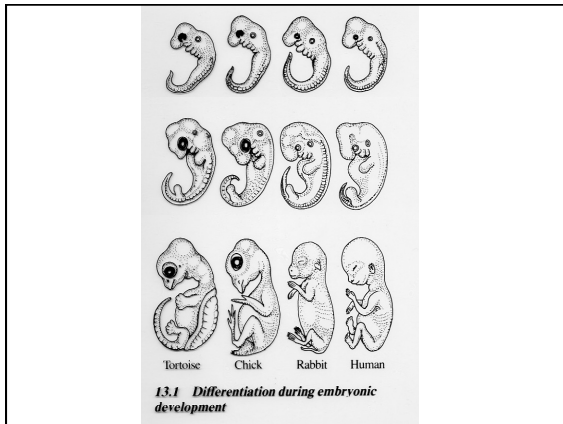 Tortoise Chick Rabbit Human
13.1 Differentiation during embryonic
development